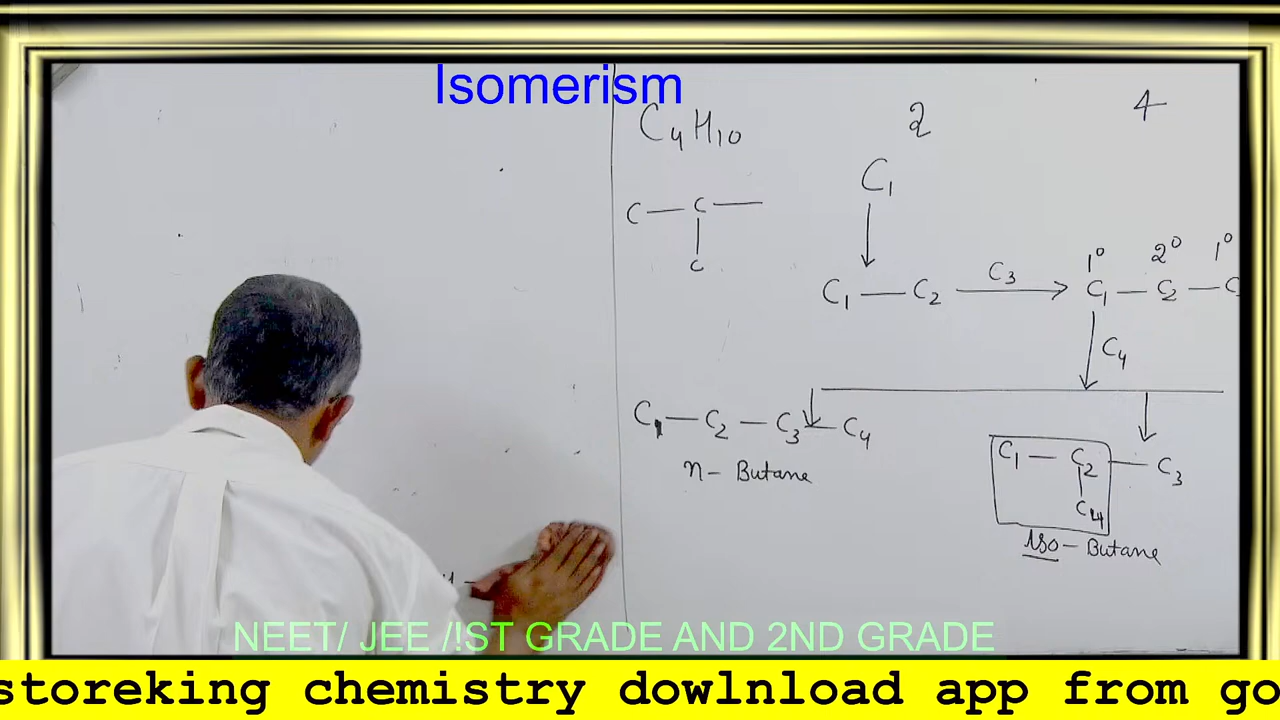 Isomerism
C4H10 2 4
C1
C — C —
C
1° 2° 1°
C1 — C2 C3 C1 — C2 — C
C4
C1 — C2 — C3 — C4
n- Butane
C1 — C2 — C3
C4
Iso - Butane
NEET/ JEE /!ST GRADE AND 2ND GRADE
storeking chemistry dowlnload app from go